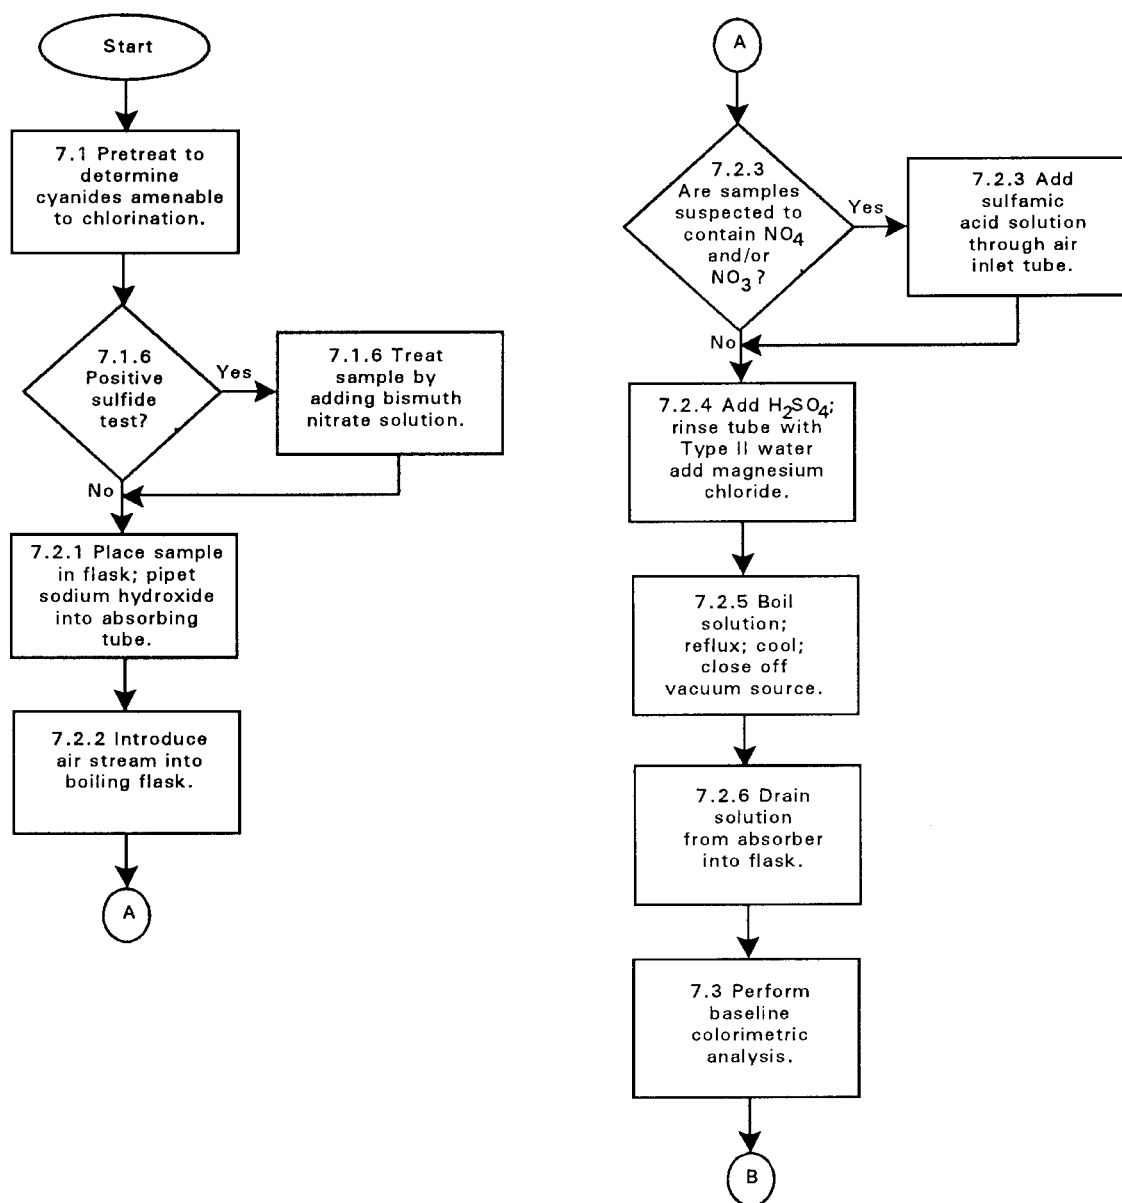 Start
7.1 Pretreat to
determine
cyanides amenable
to chlorination.
7.1.6
Positive
sulfide
test?
Yes
7.1.6 Treat
sample by
adding bismuth
nitrate solution.
No
7.2.1 Place sample
in flask; pipet
sodium hydroxide
into absorbing
tube.
7.2.2 Introduce
air stream into
boiling flask.
A
A
7.2.3
Are samples
suspected to
contain NO4
and/or
NO3?
Yes
7.2.3 Add
sulfamic
acid solution
through air
inlet tube.
No
7.2.4 Add H2SO4;
rinse tube with
Type II water
add magnesium
chloride.
7.2.5 Boil
solution;
reflux; cool;
close off
vacuum source.
7.2.6 Drain
solution
from absorber
into flask.
7.3 Perform
baseline
colorimetric
analysis.
B